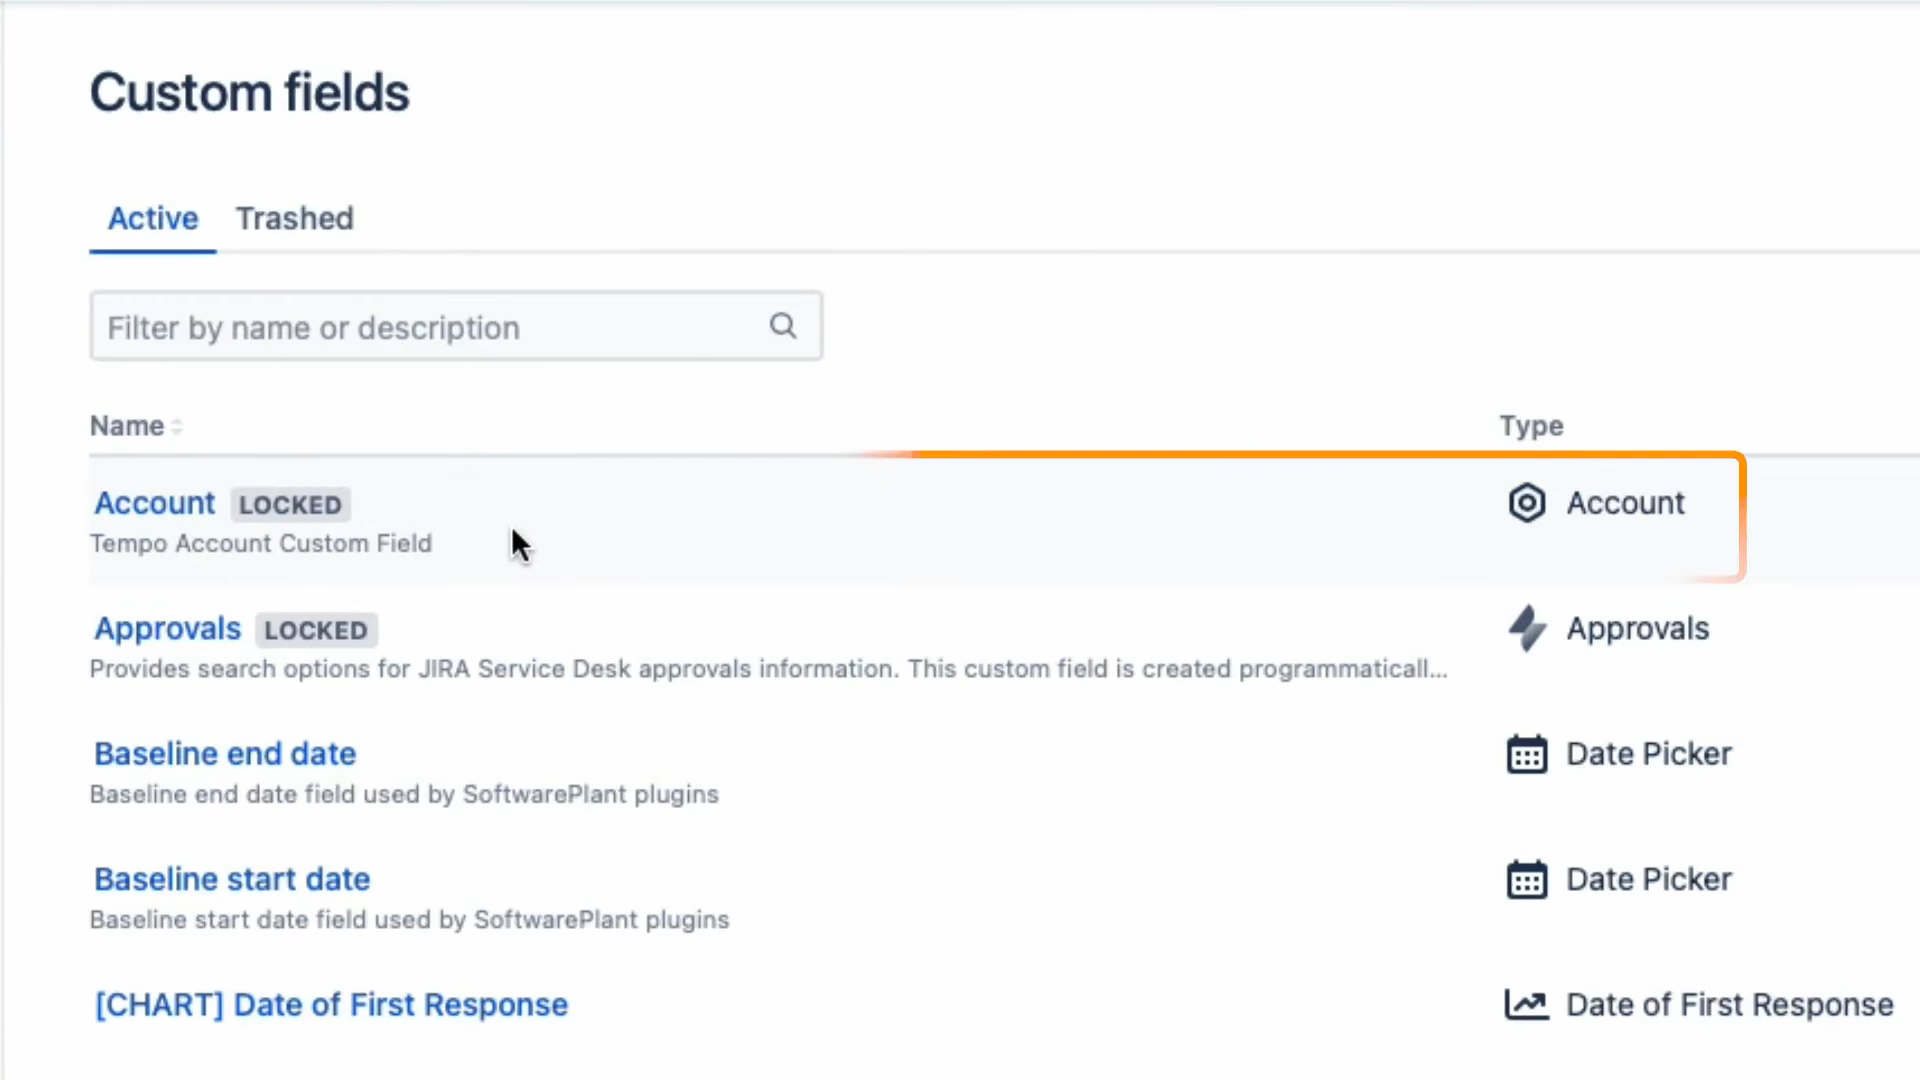 Custom fields
Active Trashed
Filter by name or description
Name Type
Account LOCKED Account
Tempo Account Custom Field
Approvals LOCKED Approvals
Provides search options for JIRA Service Desk approvals information. This custom field is created programmaticall...
Baseline end date Date Picker
Baseline end date field used by SoftwarePlant plugins
Baseline start date Date Picker
Baseline start date field used by SoftwarePlant plugins
[CHART] Date of First Response Date of First Response